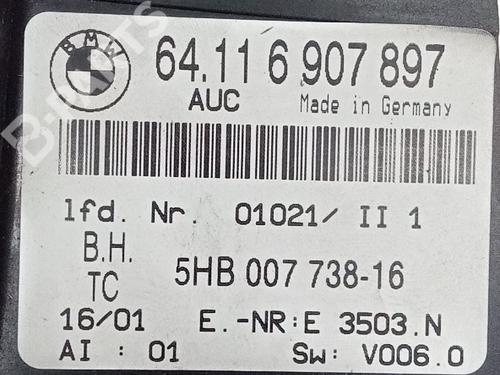 BMW
64.11 6 907 897
AUC Made in Germany
lfd. Nr. 01021/ II 1
B.H.
TC 5HB 007 738-16
16/01 E.-NR:E 3503.N
AI : 01 Sw: V006.0
B-PARTS